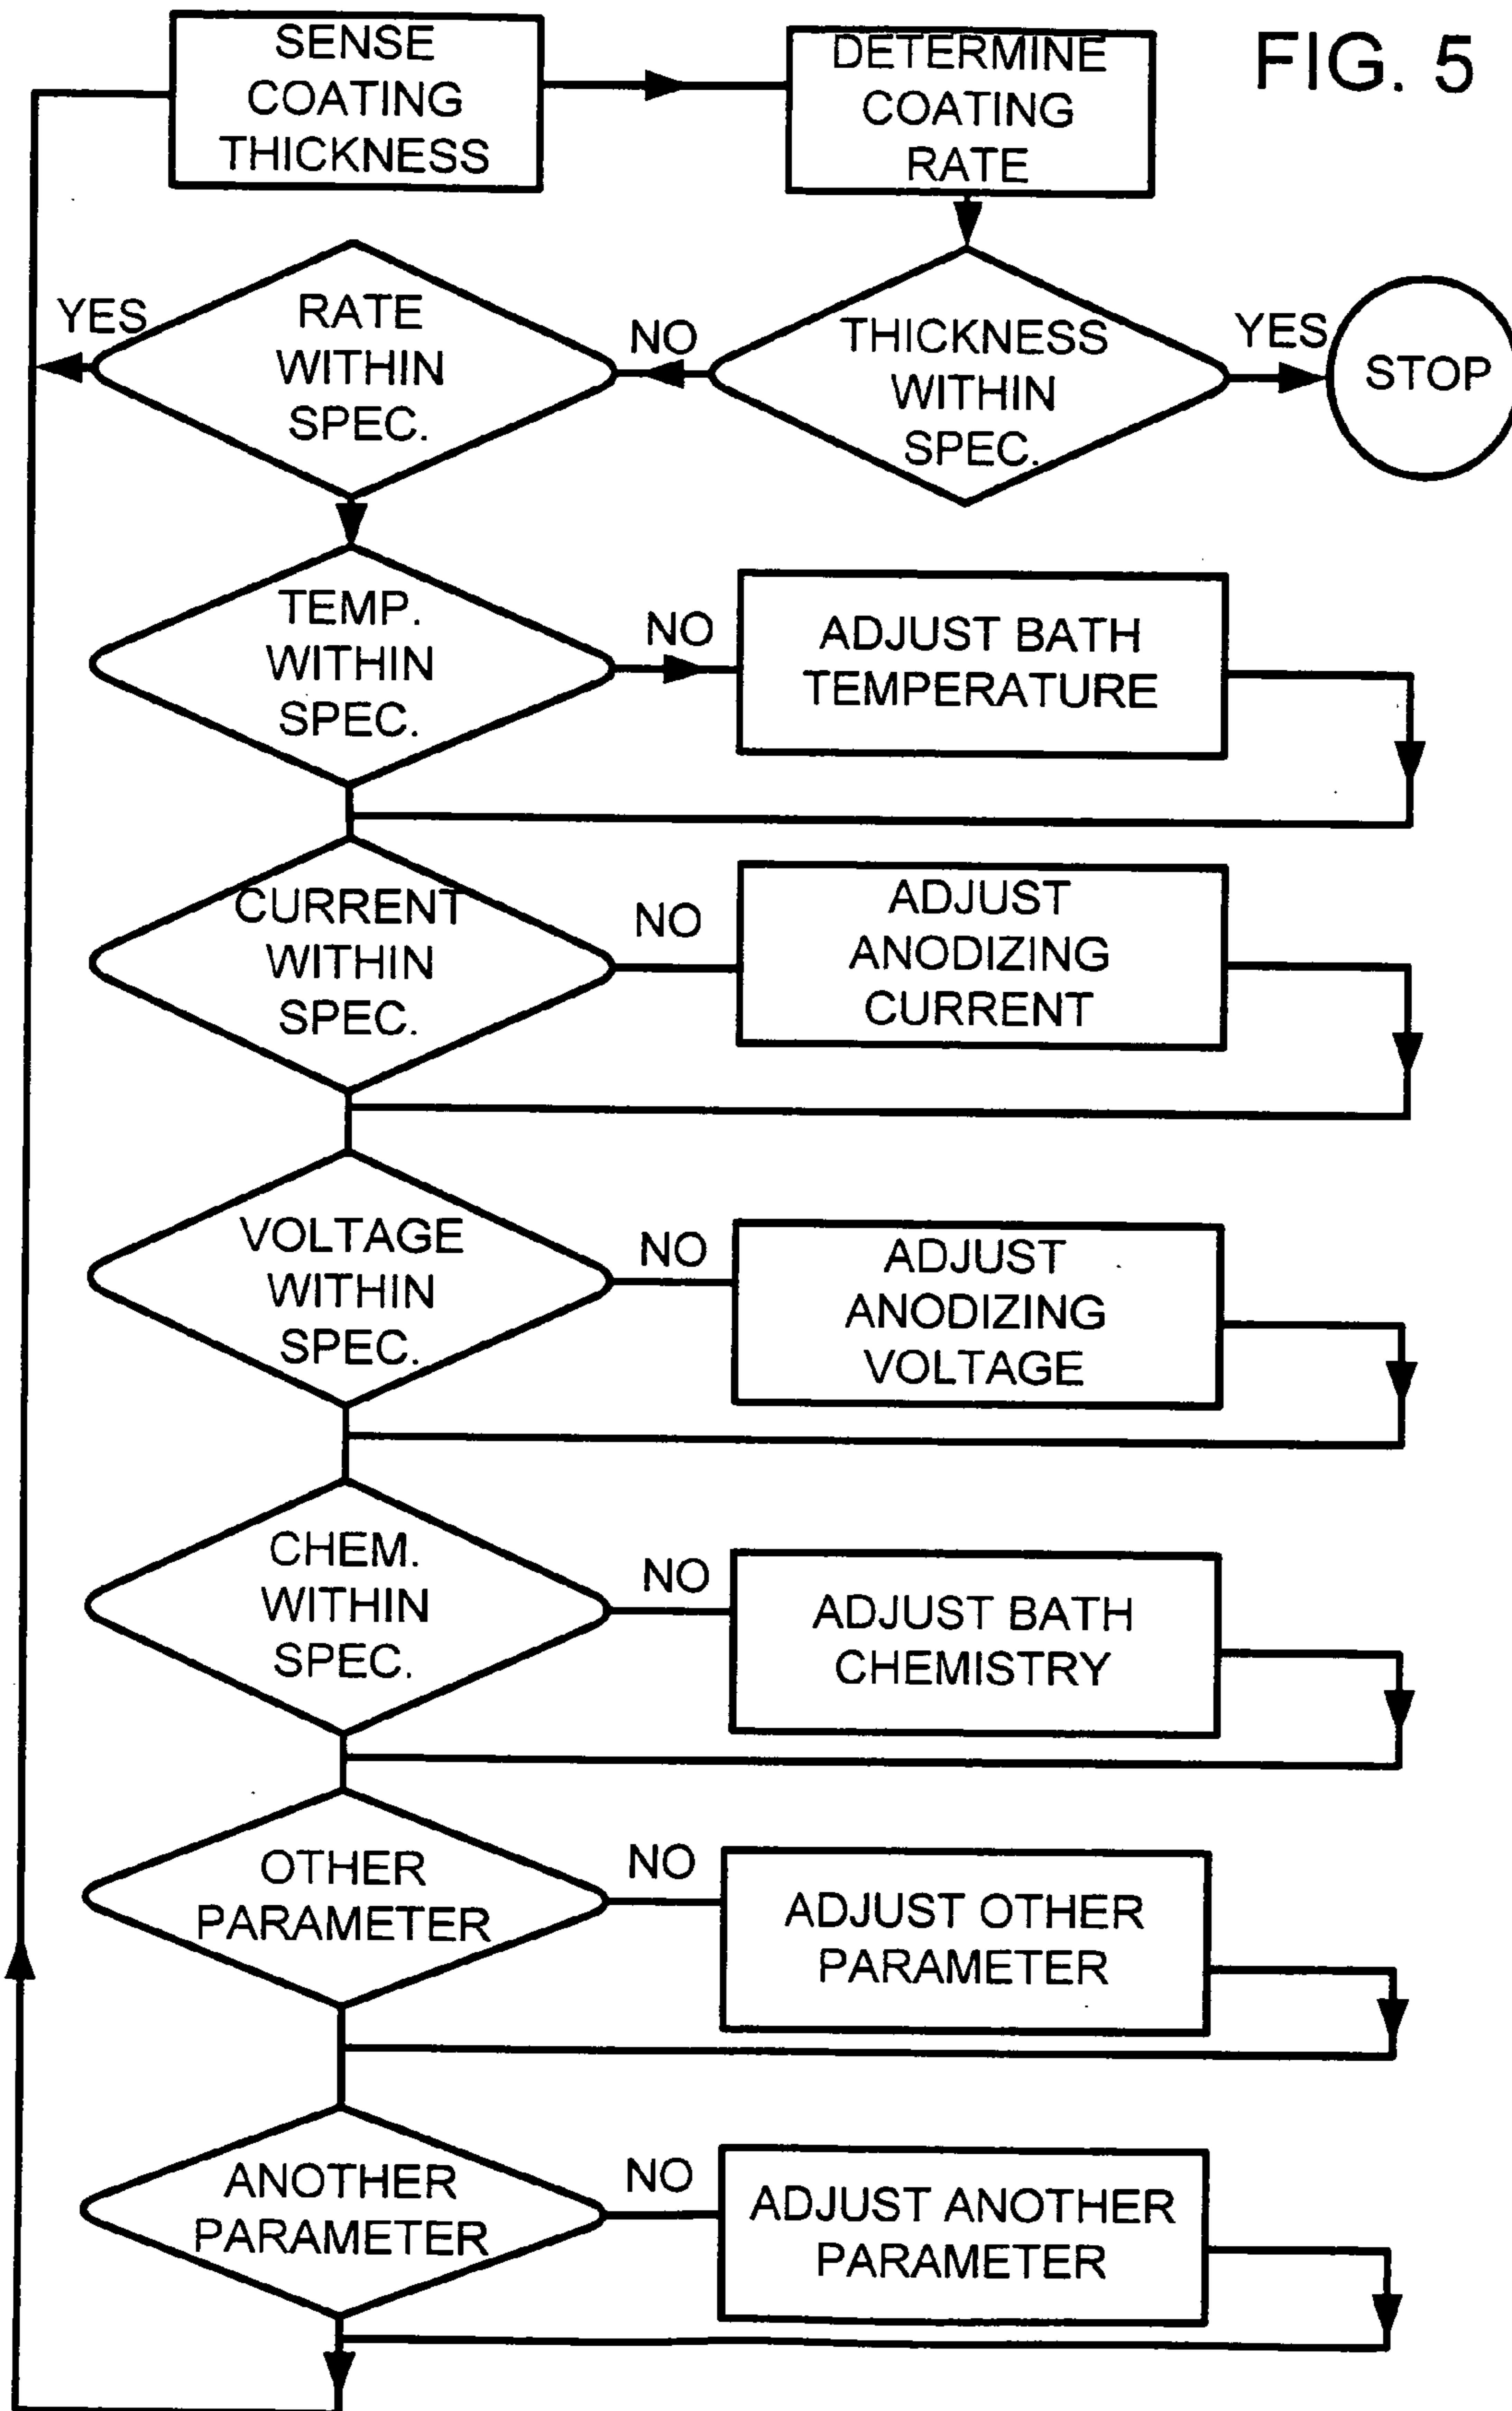 FIG. 5
SENSE
COATING
THICKNESS
DETERMINE
COATING
RATE
YES
RATE
WITHIN
SPEC.
NO
THICKNESS
WITHIN
SPEC.
YES
STOP
TEMP.
WITHIN
SPEC.
NO
ADJUST BATH
TEMPERATURE
CURRENT
WITHIN
SPEC.
NO
ADJUST
ANODIZING
CURRENT
VOLTAGE
WITHIN
SPEC.
NO
ADJUST
ANODIZING
VOLTAGE
CHEM.
WITHIN
SPEC.
NO
ADJUST BATH
CHEMISTRY
OTHER
PARAMETER
NO
ADJUST OTHER
PARAMETER
ANOTHER
PARAMETER
NO
ADJUST ANOTHER
PARAMETER